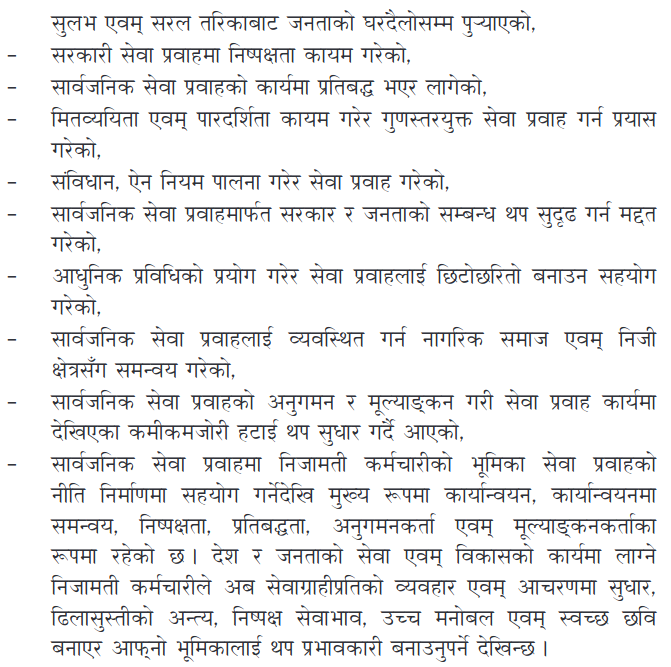 सुलभ एवम् सरल तरिकाबाट जनताको घरदैलोसम्म पुऱ्याएको,
– सरकारी सेवा प्रवाहमा निष्पक्षता कायम गरेको,
– सार्वजनिक सेवा प्रवाहको कार्यमा प्रतिबद्ध भएर लागेको,
– मितव्ययिता एवम् पारदर्शिता कायम गरेर गुणस्तरयुक्त सेवा प्रवाह गर्न प्रयास
गरेको,
– संविधान, ऐन नियम पालना गरेर सेवा प्रवाह गरेको,
– सार्वजनिक सेवा प्रवाहमार्फत सरकार र जनताको सम्बन्ध थप सुदृढ गर्न मद्दत
गरेको,
– आधुनिक प्रविधिको प्रयोग गरेर सेवा प्रवाहलाई छिटोछरितो बनाउन सहयोग
गरेको,
– सार्वजनिक सेवा प्रवाहलाई व्यवस्थित गर्न नागरिक समाज एवम् निजी
क्षेत्रसँग समन्वय गरेको,
– सार्वजनिक सेवा प्रवाहको अनुगमन र मूल्याङ्कन गरी सेवा प्रवाह कार्यमा
देखिएका कमीकमजोरी हटाई थप सुधार गर्दै आएको,
– सार्वजनिक सेवा प्रवाहमा निजामती कर्मचारीको भूमिका सेवा प्रवाहको
नीति निर्माणमा सहयोग गर्नेदेखि मुख्य रूपमा कार्यान्वयन, कार्यान्वयनमा
समन्वय, निष्पक्षता, प्रतिबद्धता, अनुगमनकर्ता एवम् मूल्याङ्कनकर्ताका
रूपमा रहेको छ। देश र जनताको सेवा एवम् विकासको कार्यमा लाग्ने
निजामती कर्मचारीले अब सेवाग्राहीप्रतिको व्यवहार एवम् आचरणमा सुधार,
ढिलासुस्तीको अन्त्य, निष्पक्ष सेवाभाव, उच्च मनोबल एवम् स्वच्छ छवि
बनाएर आफ्नो भूमिकालाई थप प्रभावकारी बनाउनुपर्ने देखिन्छ।